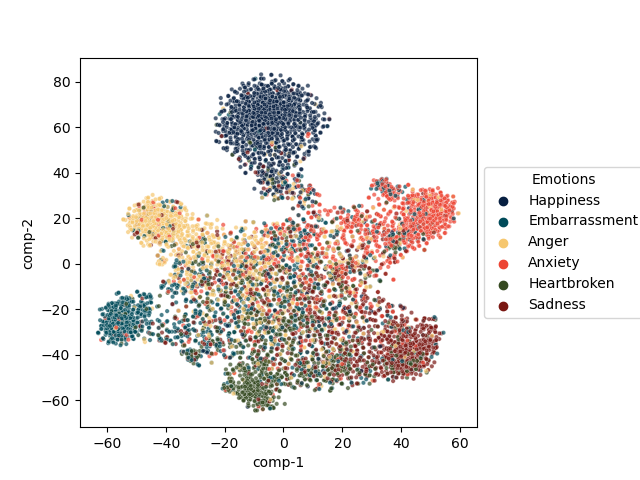 80
60
40
20
0
−20
−40
−60
comp-2
−60 −40 −20 0 20 40 60
comp-1
Emotions
Happiness
Embarrassment
Anger
Anxiety
Heartbroken
Sadness